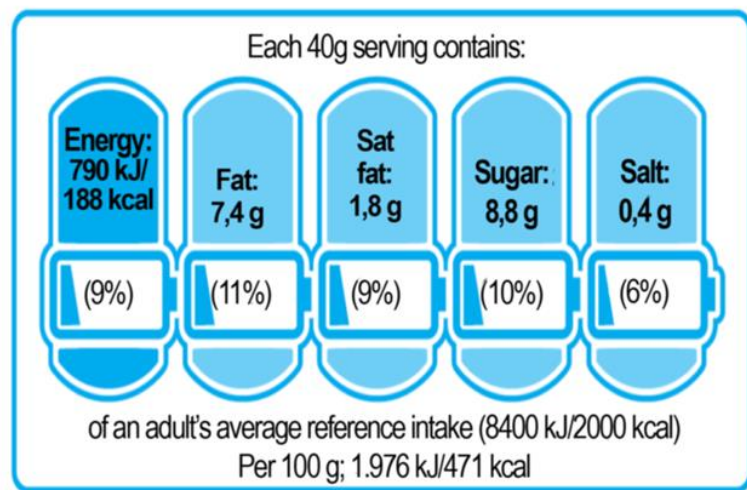 Each 40g serving contains:
Energy:
790 kJ/
188 kcal
Fat:
7,4 g
Sat
fat:
1,8 g
Sugar:
8,8 g
Salt:
0,4 g
(9%)
(11%)
(9%)
(10%)
(6%)
of an adult's average reference intake (8400 kJ/2000 kcal)
Per 100 g; 1.976 kJ/471 kcal